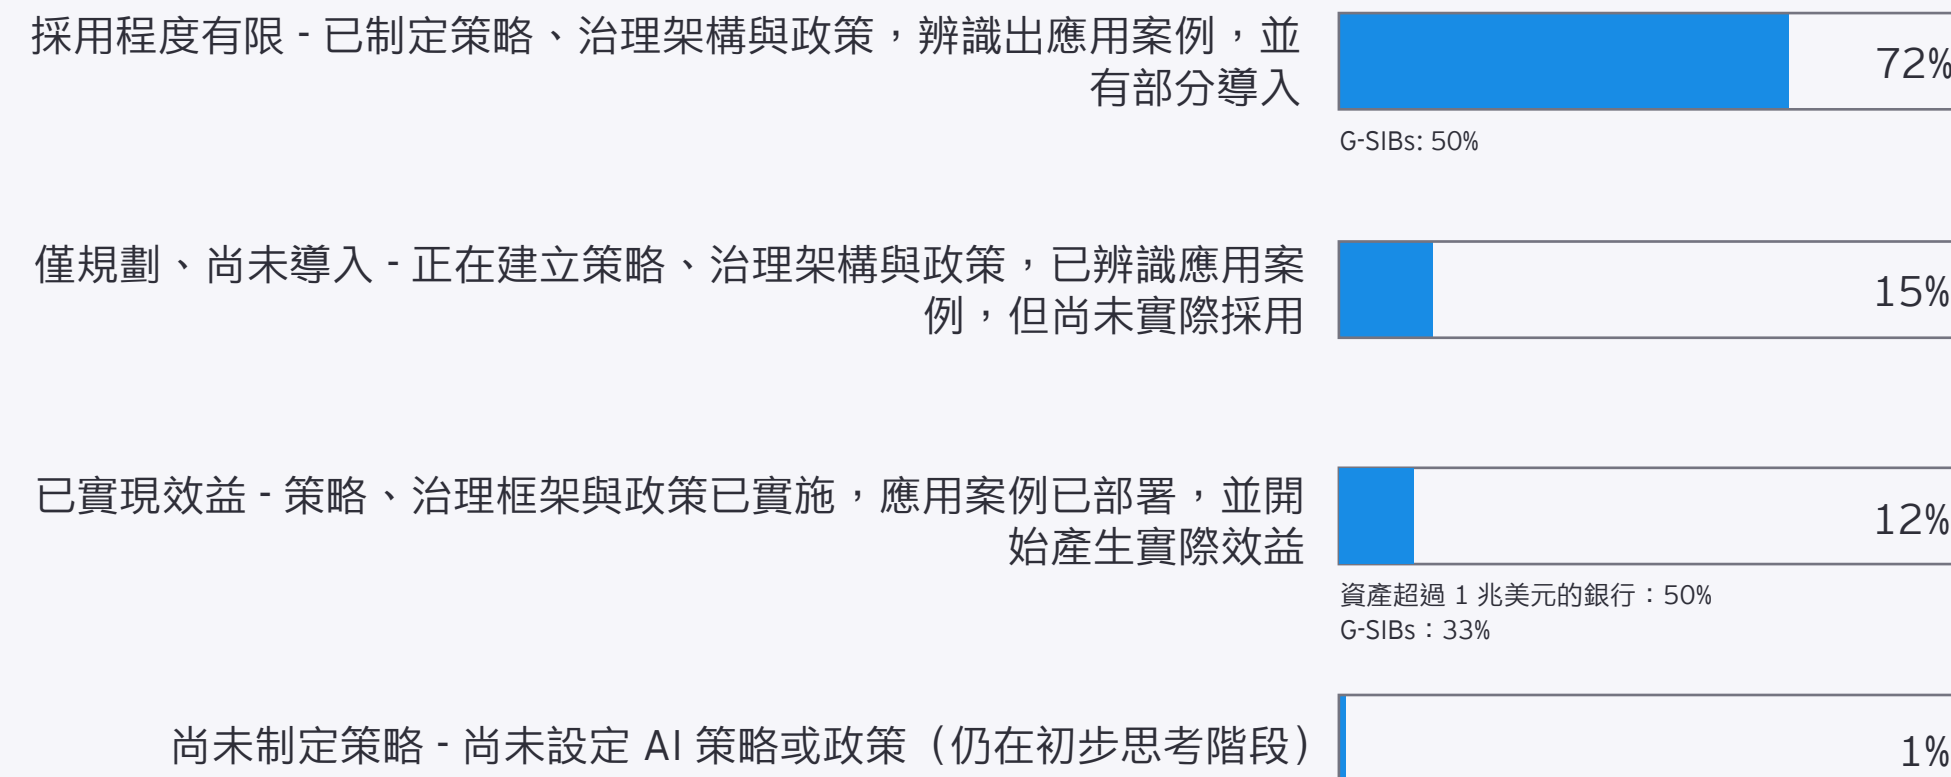 採用程度有限 - 已制定策略、治理架構與政策，辨識出應用案例，並
有部分導入
72%
G-SIBs: 50%
僅規劃、尚未導入 - 正在建立策略、治理架構與政策，已辨識應用案
例，但尚未實際採用
15%
已實現效益 - 策略、治理框架與政策已實施，應用案例已部署，並開
始產生實際效益
12%
資產超過 1 兆美元的銀行：50%
G-SIBs：33%
尚未制定策略 - 尚未設定 AI 策略或政策（仍在初步思考階段）
1%